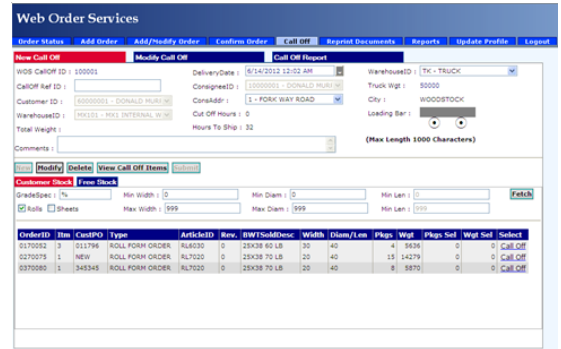 Web Order Services
Order Status Add Order Add/Modify Order Confirm Order Call Off Reprint Documents Reports Update Profile Logout
New Call Off Modify Call Off Call Off Report
WOS CallOff ID : 100001 DeliveryDate : 6/14/2012 12:02 AM WarehouseID : TK - TRUCK
CallOff Ref ID : ConsigneeID : 10000001 - DONALD MURI Truck Wgt : 50000
Customer ID : 60000001 - DONALD MURI ConsAddr : 1 - FORK WAY ROAD City : WOODSTOCK
WarehouseID : MX101 - MX1 INTERNAL W Cut Off Hours : 0 Loading Bar :
Total Weight : Hours To Ship : 32
(Max Length 1000 Characters)
Comments :
New Modify Delete View Call Off Items Submit
Customer Stock Free Stock
GradeSpec : % Min Width : 0 Min Diam : 0 Min Len : 0 Fetch
Rolls Sheets Max Width : 999 Max Diam : 999 Min Len : 999
OrderID Itm CustPO Type ArticleID Rev. BWTSoldDesc Width Diam/Len Pkgs Wgt Pkgs Sel Wgt Sel Select
0170052 3 011796 ROLL FORM ORDER RL6030 0 25X38 60 LB 30 40 4 5636 0 0 Call Off
0270075 1 NEW ROLL FORM ORDER RL7020 0 25X38 70 LB 20 40 15 14279 0 0 Call Off
0370080 1 345345 ROLL FORM ORDER RL7020 0 25X38 70 LB 20 40 8 5870 0 0 Call Off